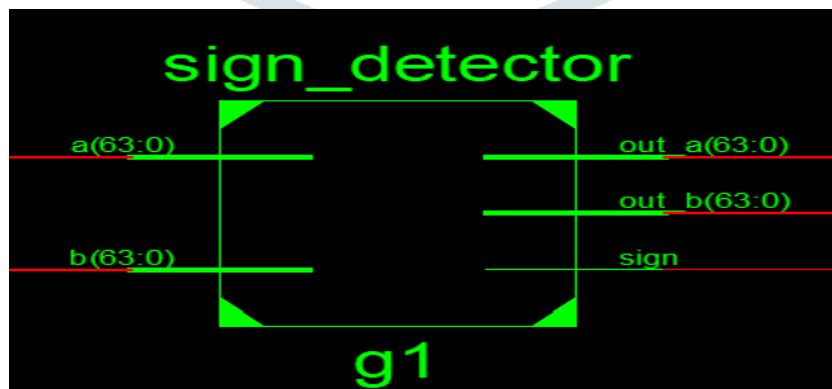 sign_detector
a(63:0) out_a(63:0)
out_b(63:0)
b(63:0) sign
g1